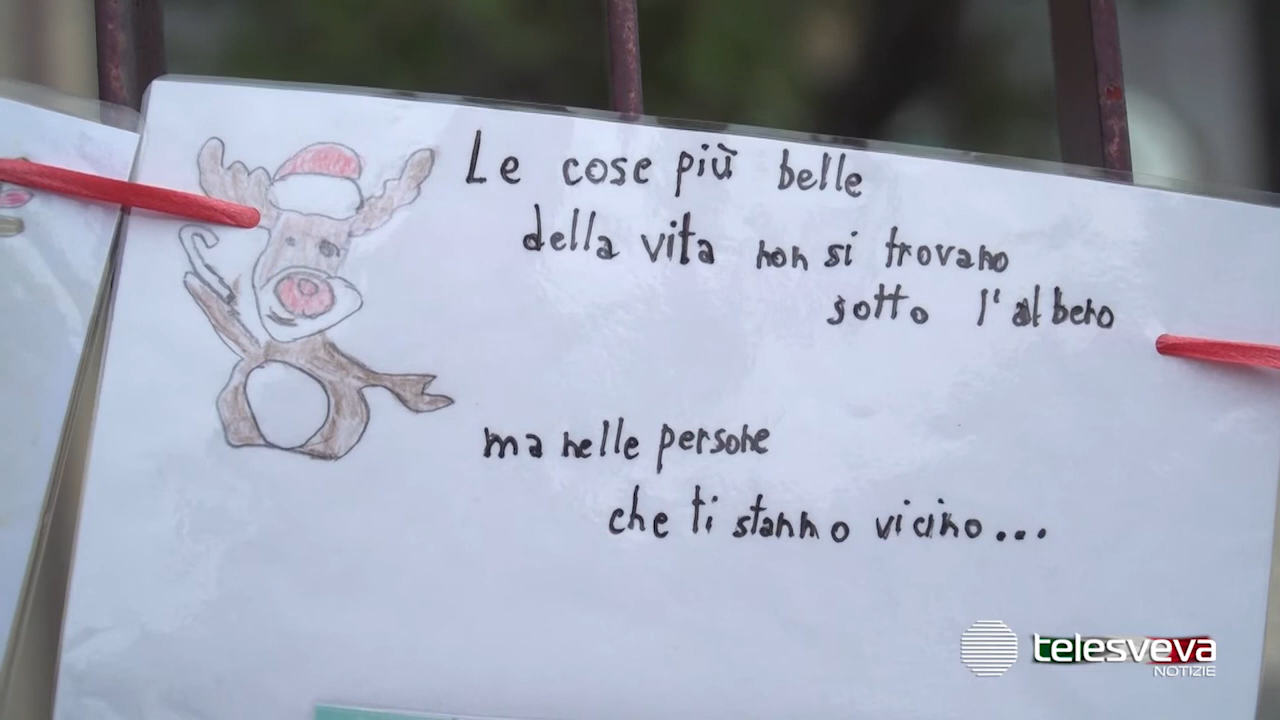 Le cose più belle
della vita non si trovano
sotto l'albero
ma nelle persone
che ti stanno vicino...
telesveva
NOTIZIE